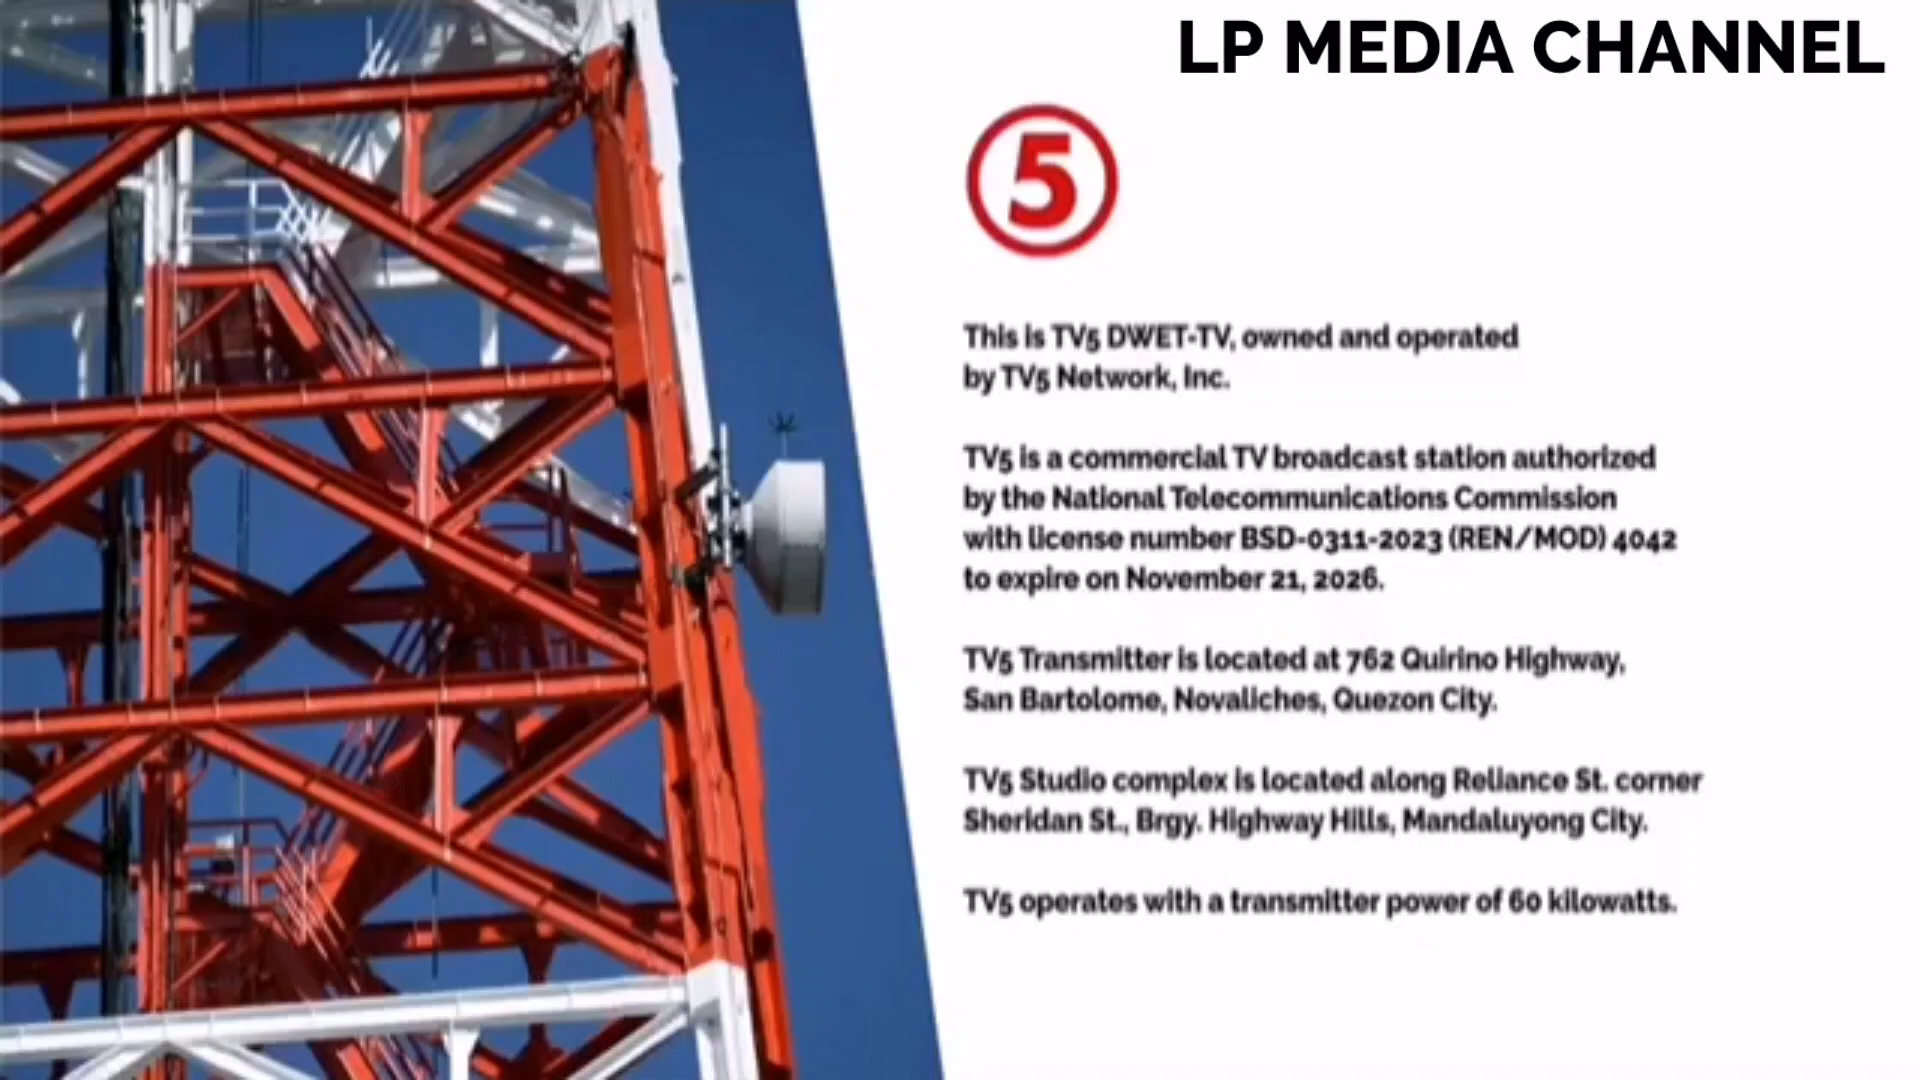 LP MEDIA CHANNEL
5
This is TV5 DWET-TV, owned and operated
by TV5 Network, Inc.
TV5 is a commercial TV broadcast station authorized
by the National Telecommunications Commission
with license number BSD-0311-2023 (REN/MOD) 4042
to expire on November 21, 2026.
TV5 Transmitter is located at 762 Quirino Highway,
San Bartolome, Novaliches, Quezon City.
TV5 Studio complex is located along Reliance St. corner
Sheridan St., Brgy. Highway Hills, Mandaluyong City.
TV5 operates with a transmitter power of 60 kilowatts.